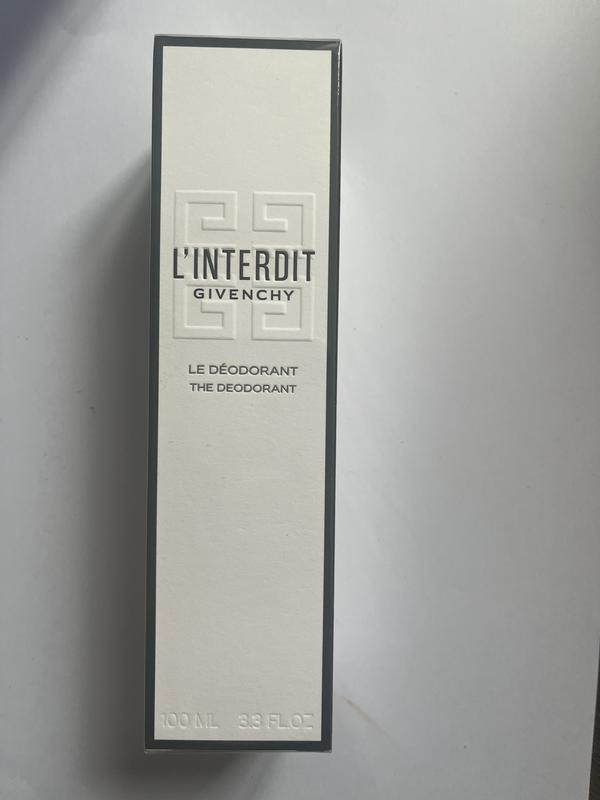 L'INTERDIT
GIVENCHY
LE DÉODORANT
THE DEODORANT
100 ML 3.3 FL.OZ